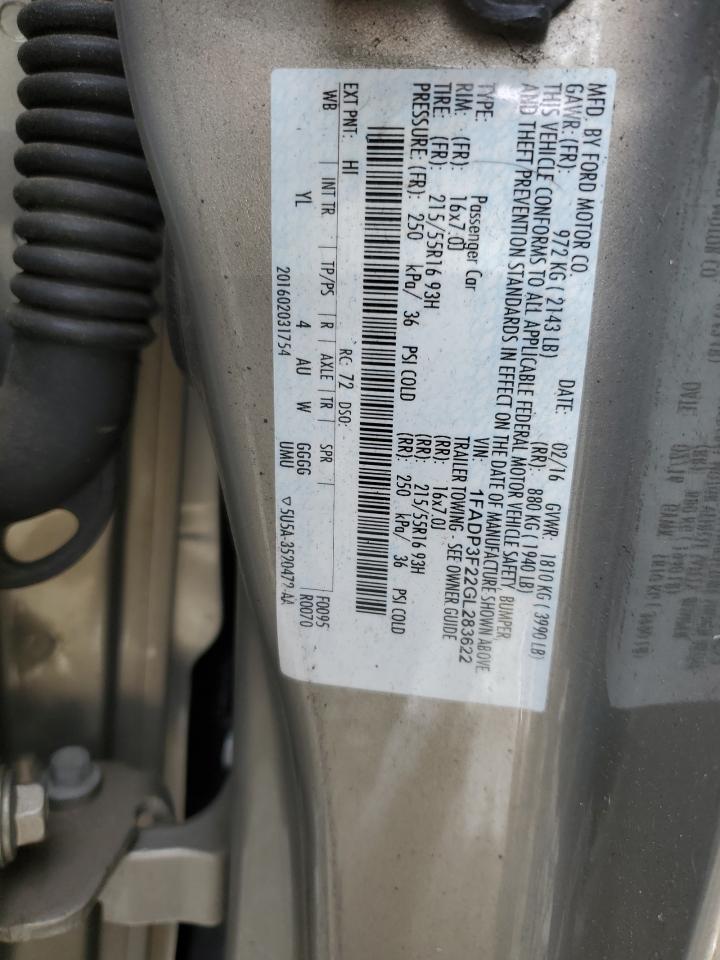 MFD. BY FORD MOTOR CO.
DATE: 02/16 GVWR: 1810 KG ( 3990 LB)
GAWR: (FR): 972 KG ( 2143 LB) (RR): 880 KG ( 1940 LB)
THIS VEHICLE CONFORMS TO ALL APPLICABLE FEDERAL MOTOR VEHICLE SAFETY, BUMPER,
AND THEFT PREVENTION STANDARDS IN EFFECT ON THE DATE OF MANUFACTURE SHOWN ABOVE
VIN: 1FADP3F22GL283622
TYPE: Passenger Car TRAILER TOWING - SEE OWNER GUIDE
RIM: (FR): 16x7.0J (RR): 16x7.0J
TIRE: (FR): 215/55R16 93H (RR): 215/55R16 93H
PRESSURE: (FR): 250 kPa/ 36 PSI COLD (RR): 250 kPa/ 36 PSI COLD
EXT PNT: HI RC: 72 DSO: F0095
WB INT TR TP/PS R AXLE TR SPR R0070
YL 4 AU W GGGG
201602031754 UMU ▽ 5U5A-3520472-AA